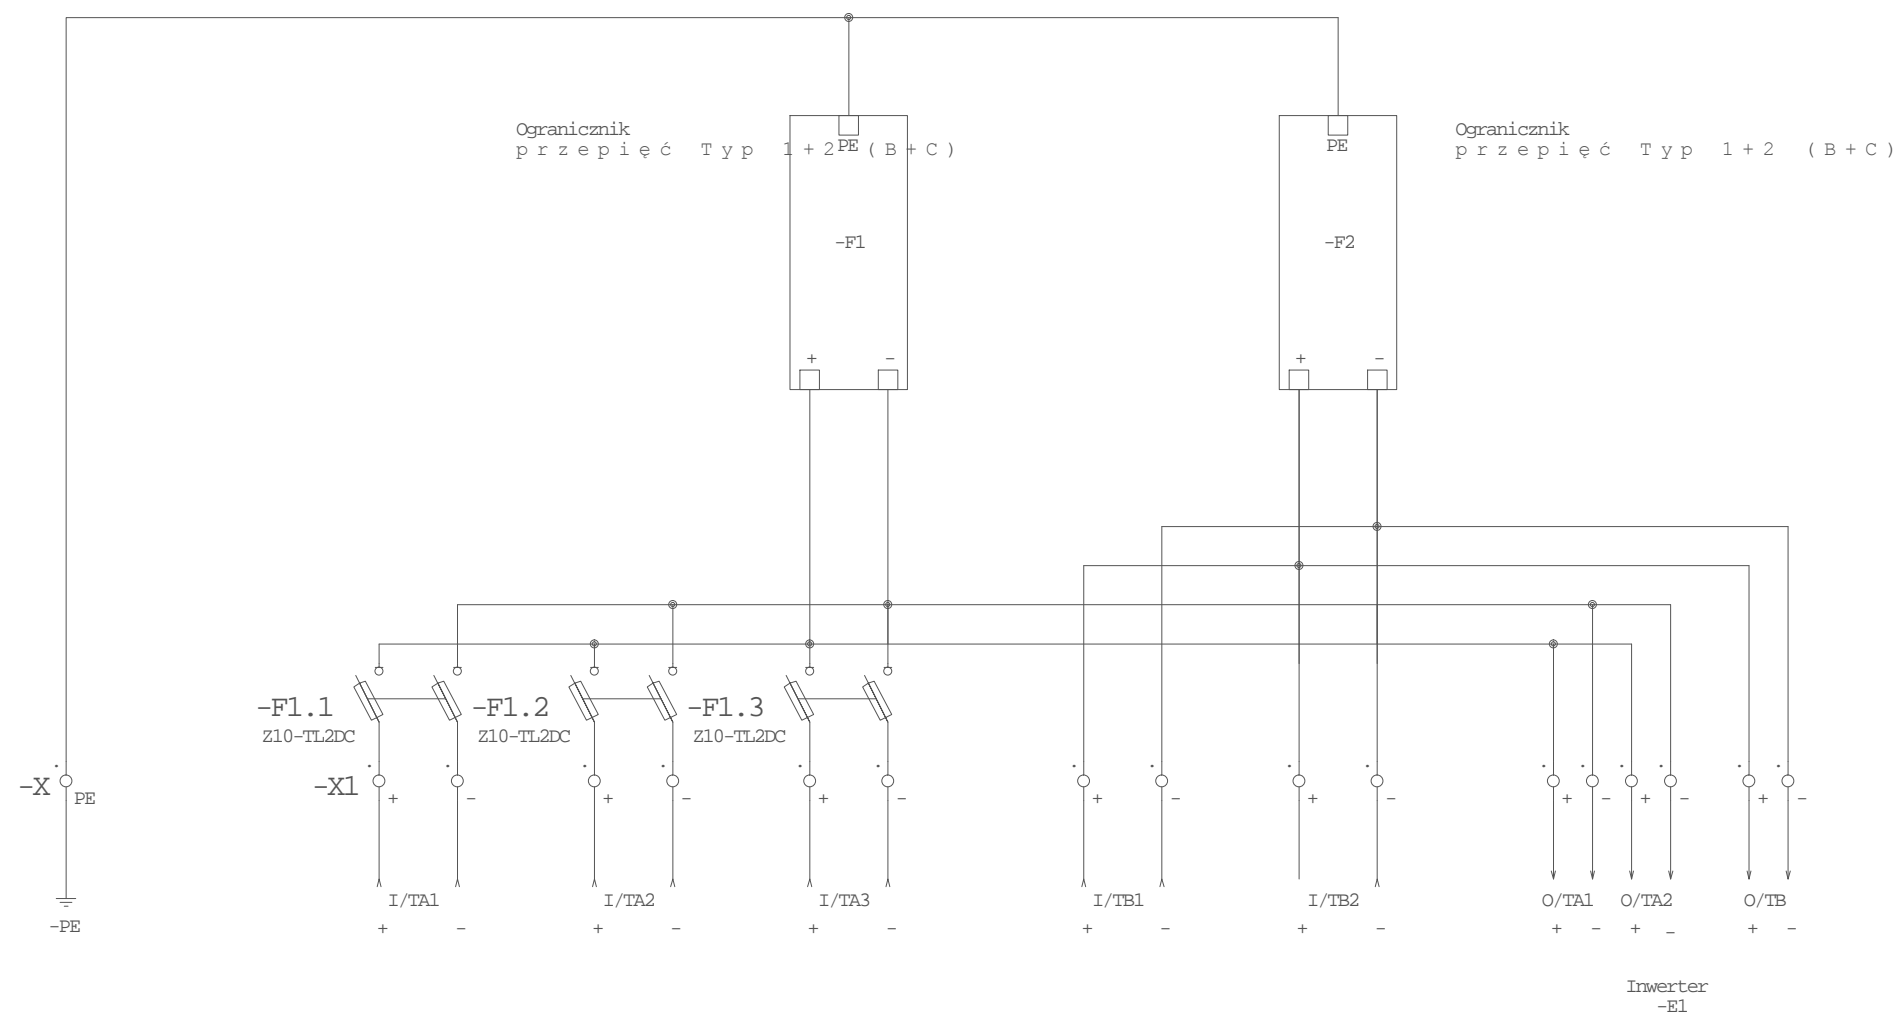 Ogranicznik
przepięć Typ 1+2 (B+C)
PE
PE
Ogranicznik
przepięć Typ 1+2 (B+C)
-F1
-F2
+ -
+ -
-F1.1
Z10-TL2DC
-F1.2
Z10-TL2DC
-F1.3
Z10-TL2DC
-X
PE
-X1
+ - + - + - + - + - + - + - + -
-PE
I/TA1
I/TA2
I/TA3
I/TB1
I/TB2
O/TA1
O/TA2
O/TB
+ - + - + - + - + - + - + - + -
Inwerter
-E1